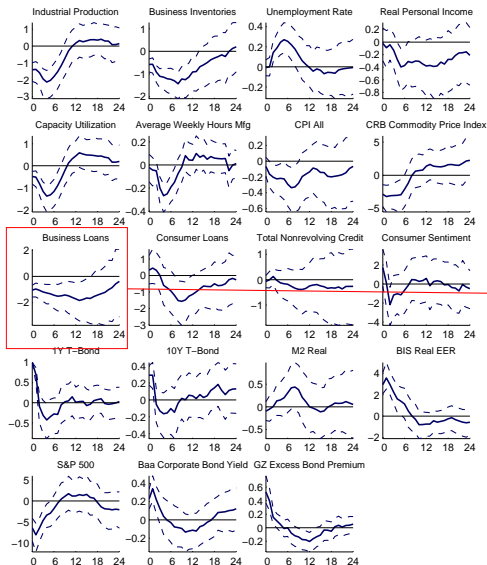 Industrial Production
1
0
−1
−2
−3
0 6 12 18 24
Business Inventories
1
0
−1
−2
0 6 12 18 24
Unemployment Rate
0.4
0.2
0
−0.2
0 6 12 18 24
Real Personal Income
0.2
0
−0.2
−0.4
−0.6
−0.8
0 6 12 18 24
Capacity Utilization
1
0
−1
−2
0 6 12 18 24
Average Weekly Hours Mfg
0.2
0
−0.2
−0.4
0 6 12 18 24
CPI All
0.2
0
−0.2
−0.4
−0.6
0 6 12 18 24
CRB Commodity Price Index
5
0
−5
0 6 12 18 24
Business Loans
2
0
−2
0 6 12 18 24
Consumer Loans
1
0
−1
−2
−3
0 6 12 18 24
Total Nonrevolving Credit
1
0
−1
0 6 12 18 24
Consumer Sentiment
2
0
−2
−4
0 6 12 18 24
1Y T−Bond
1
0.5
0
−0.5
0 6 12 18 24
10Y T−Bond
0.4
0.2
0
−0.2
−0.4
0 6 12 18 24
M2 Real
0.5
0
−0.5
0 6 12 18 24
BIS Real EER
4
2
0
−2
0 6 12 18 24
S&P 500
5
0
−5
−10
0 6 12 18 24
Baa Corporate Bond Yield
0.4
0.2
0
−0.2
0 6 12 18 24
GZ Excess Bond Premium
0.6
0.4
0.2
0
−0.2
0 6 12 18 24